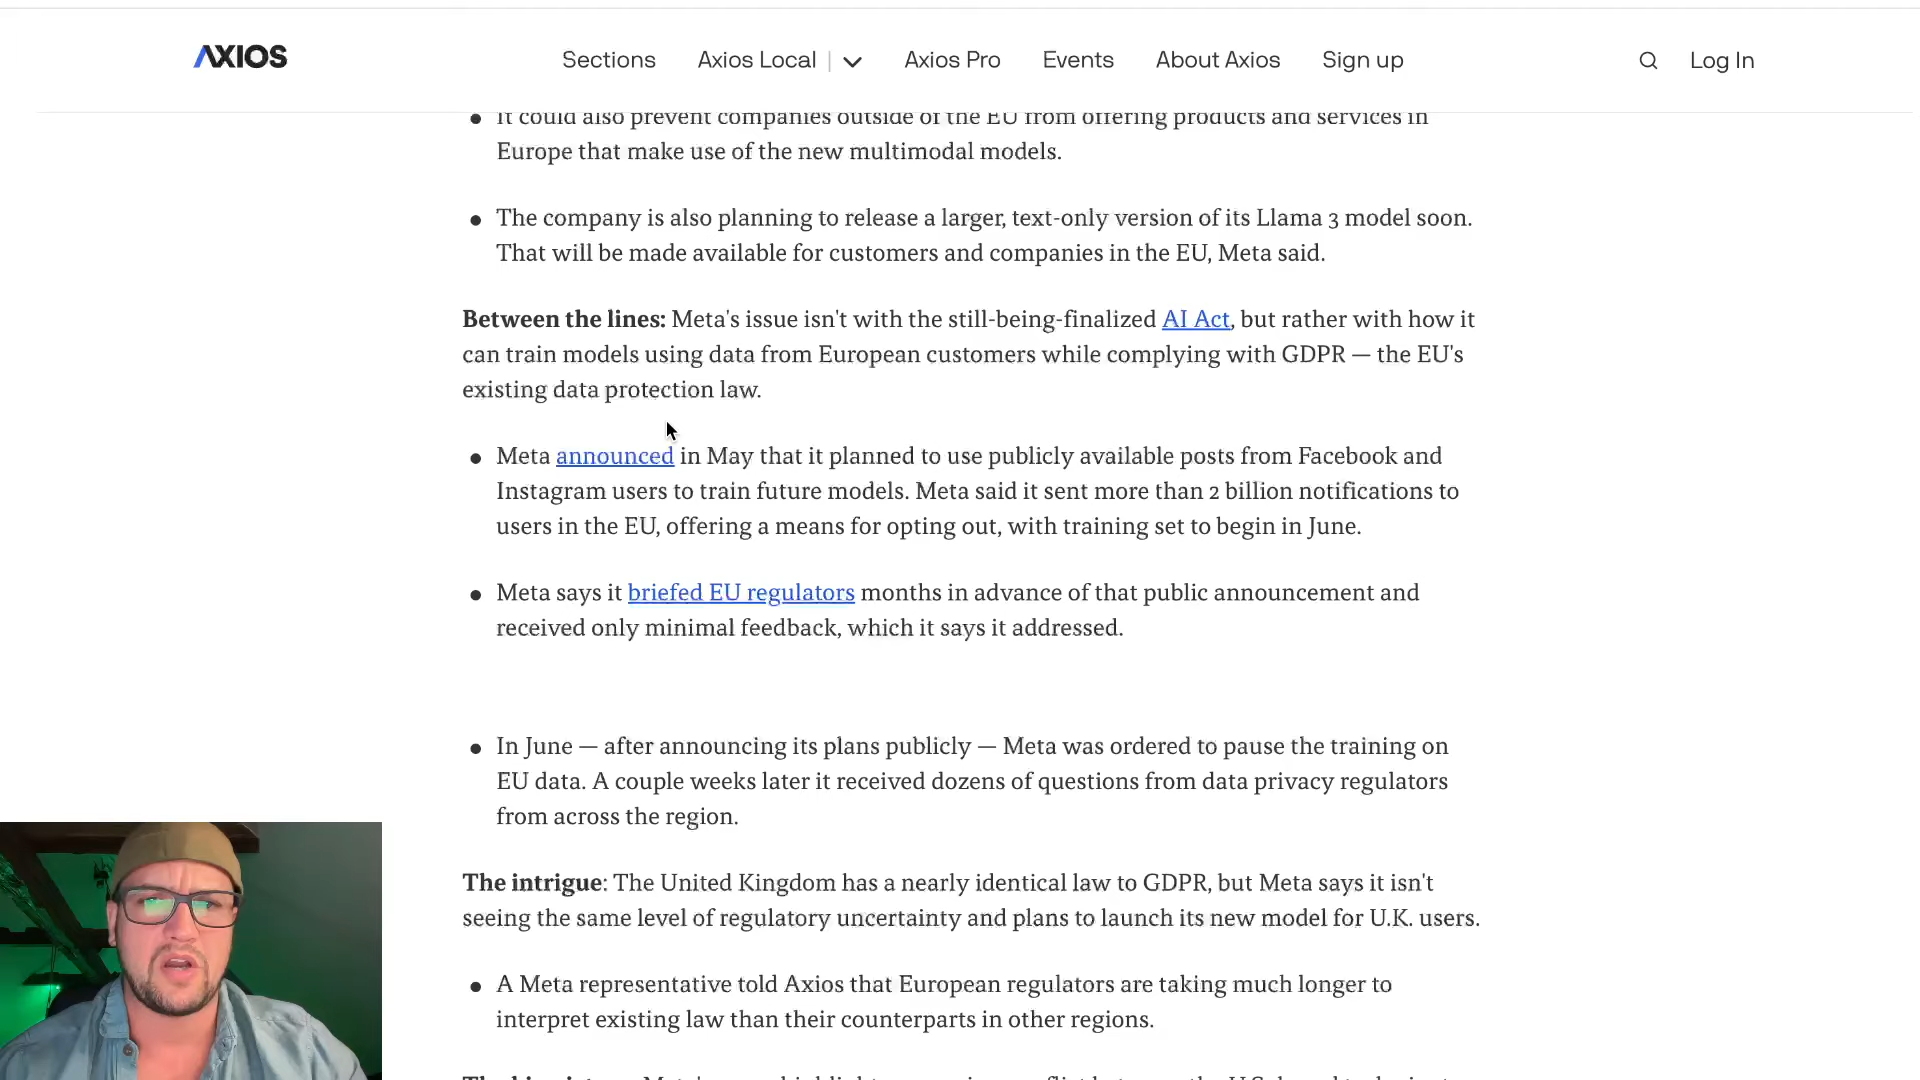 AXIOS
Sections
Axios Local
Axios Pro
Events
About Axios
Sign up
Log In
It could also prevent companies outside of the EU from offering products and services in
Europe that make use of the new multimodal models.
The company is also planning to release a larger, text-only version of its Llama 3 model soon.
That will be made available for customers and companies in the EU, Meta said.
Between the lines: Meta's issue isn't with the still-being-finalized AI Act, but rather with how it
can train models using data from European customers while complying with GDPR — the EU's
existing data protection law.
Meta announced in May that it planned to use publicly available posts from Facebook and
Instagram users to train future models. Meta said it sent more than 2 billion notifications to
users in the EU, offering a means for opting out, with training set to begin in June.
Meta says it briefed EU regulators months in advance of that public announcement and
received only minimal feedback, which it says it addressed.
In June — after announcing its plans publicly — Meta was ordered to pause the training on
EU data. A couple weeks later it received dozens of questions from data privacy regulators
from across the region.
The intrigue: The United Kingdom has a nearly identical law to GDPR, but Meta says it isn't
seeing the same level of regulatory uncertainty and plans to launch its new model for U.K. users.
A Meta representative told Axios that European regulators are taking much longer to
interpret existing law than their counterparts in other regions.